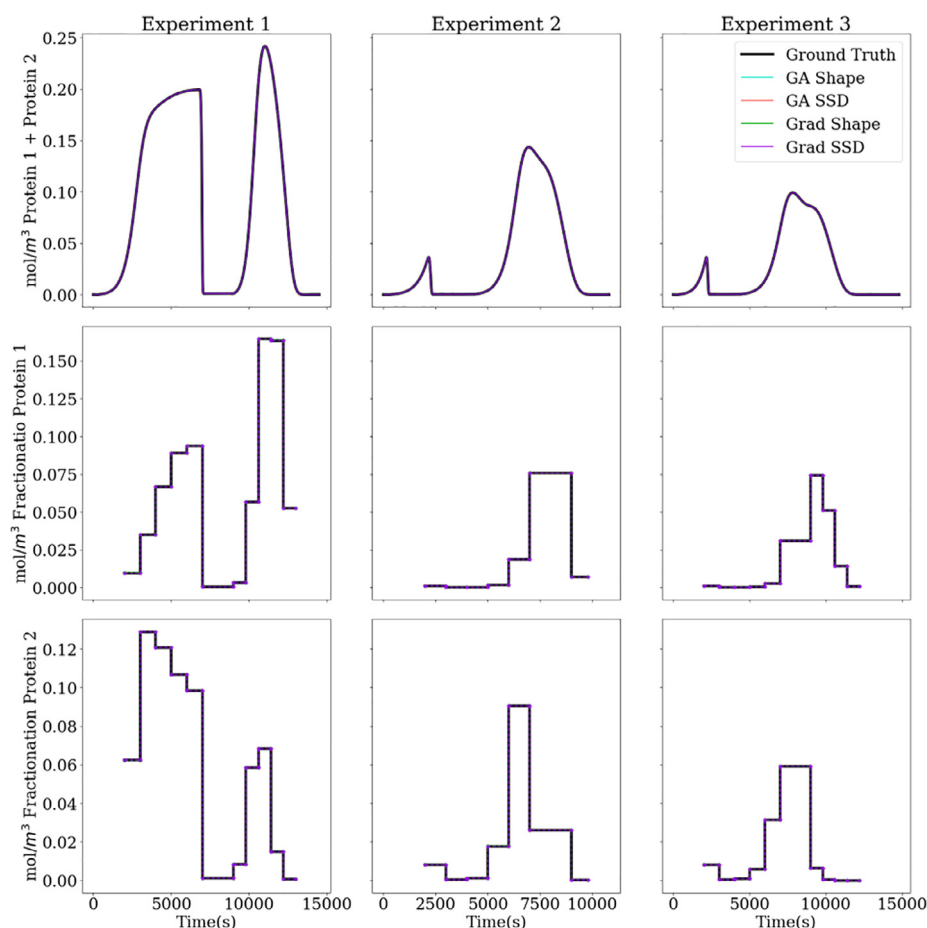 Experiment 1
Experiment 2
Experiment 3
mol/m³ Protein 1 + Protein 2
0.25
0.20
0.15
0.10
0.05
0.00
Ground Truth
GA Shape
GA SSD
Grad Shape
Grad SSD
mol/m³ Fractionatio Protein 1
0.150
0.125
0.100
0.075
0.050
0.025
0.000
mol/m³ Fractionation Protein 2
0.12
0.10
0.08
0.06
0.04
0.02
0.00
0 5000 10000 15000
0 2500 5000 7500 10000
0 5000 10000 15000
Time(s)
Time(s)
Time(s)